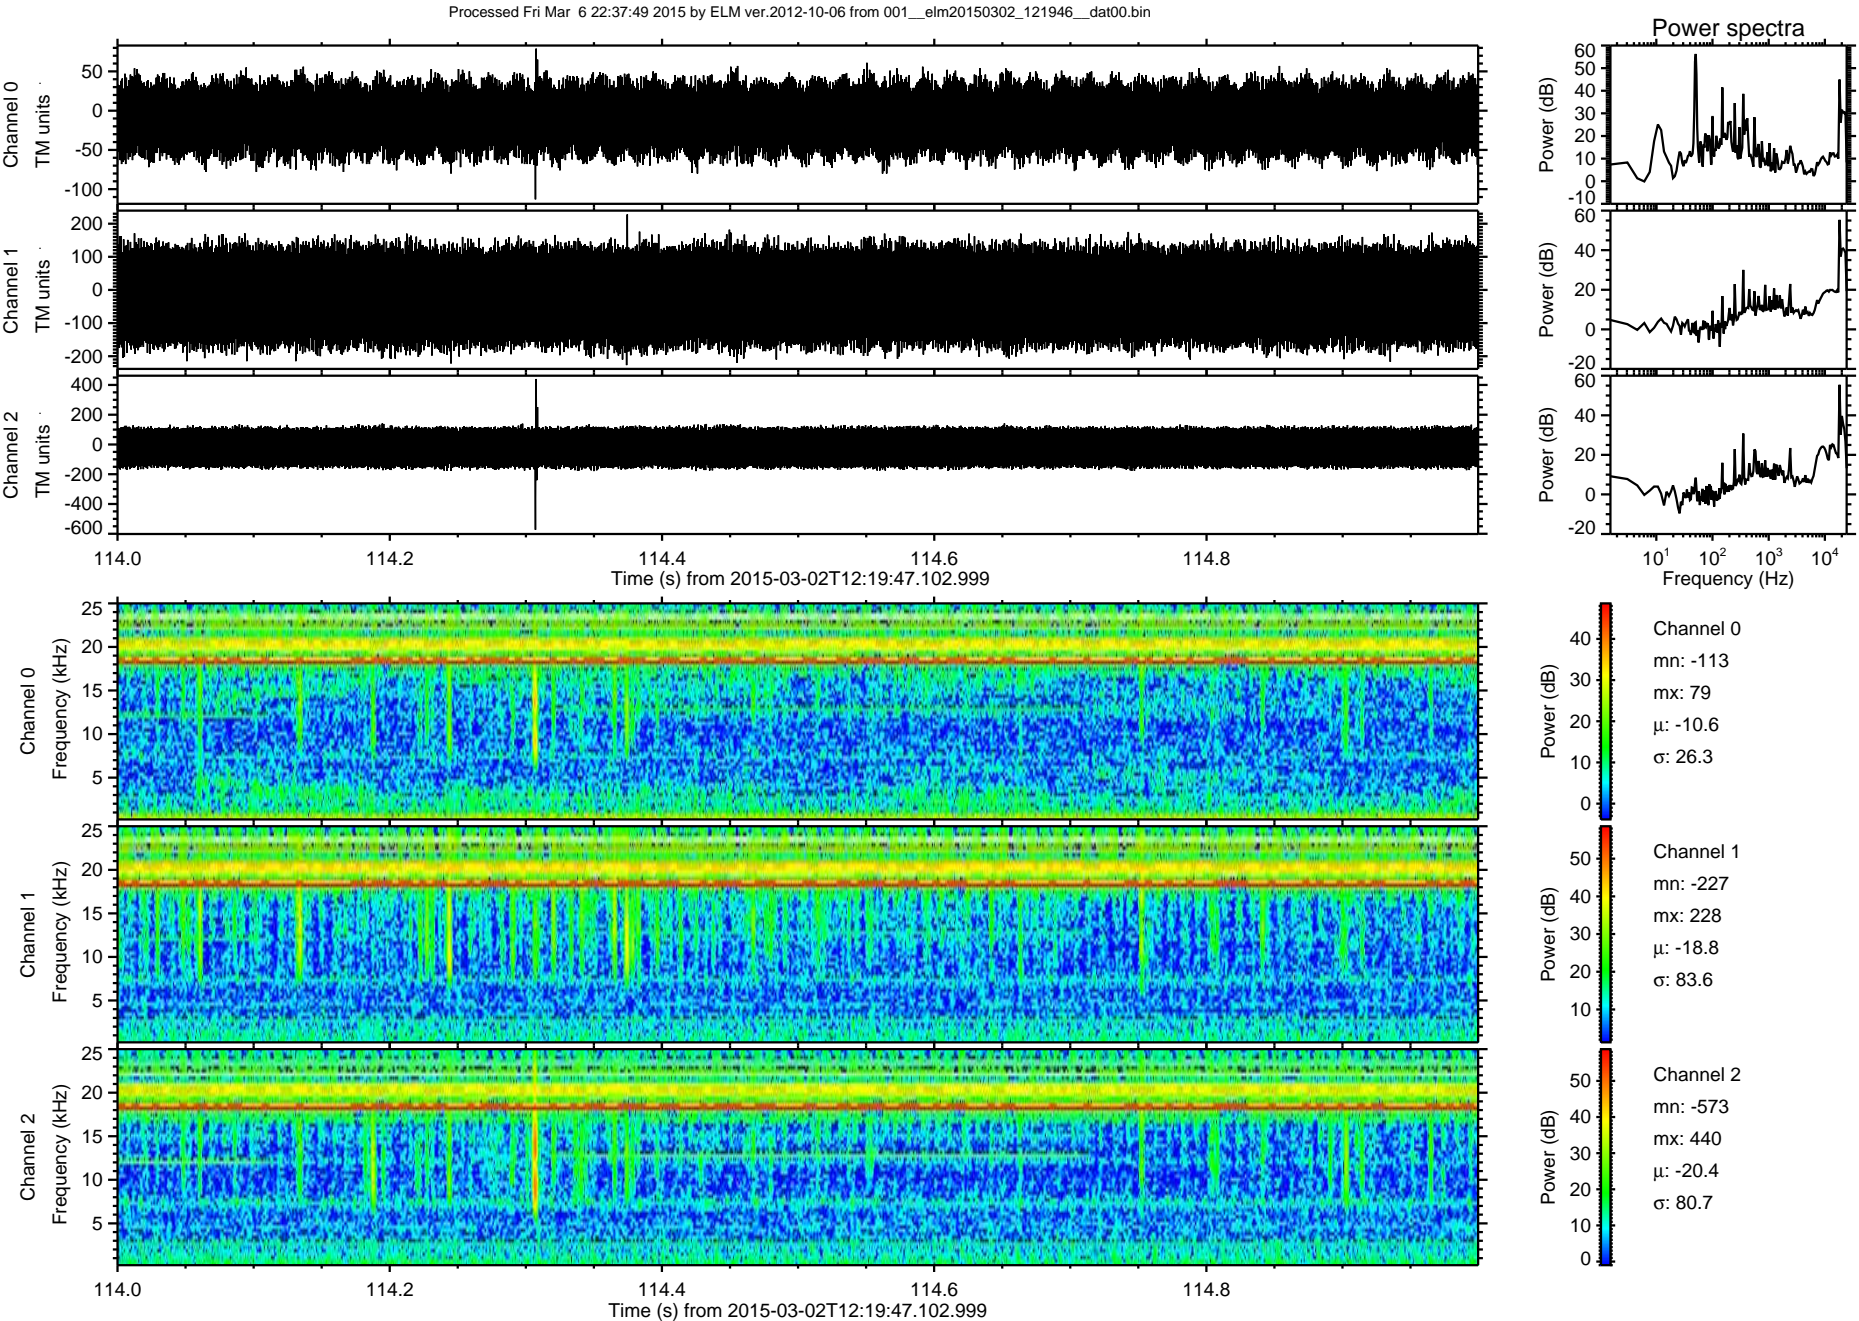 Processed Fri Mar  6 22:37:49 2015 by ELM ver.2012-10-06 from 001__elm20150302_121946__dat00.bin
Power spectra
Channel 0
TM units
50
0
-50
-100
Power (dB)
60
50
40
30
20
10
0
-10
Channel 1
TM units
200
100
0
-100
-200
Power (dB)
60
40
20
0
-20
Channel 2
TM units
400
200
0
-200
-400
-600
Power (dB)
60
40
20
0
-20
114.0 114.2 114.4 114.6 114.8
Time (s) from 2015-03-02T12:19:47.102.999
10¹ 10² 10³ 10⁴
Frequency (Hz)
Channel 0
Frequency (kHz)
25
20
15
10
5
Power (dB)
40
30
20
10
0
Channel 0
mn: -113
mx: 79
μ: -10.6
σ: 26.3
Channel 1
Frequency (kHz)
25
20
15
10
5
Power (dB)
50
40
30
20
10
Channel 1
mn: -227
mx: 228
μ: -18.8
σ: 83.6
Channel 2
Frequency (kHz)
25
20
15
10
5
Power (dB)
50
40
30
20
10
0
Channel 2
mn: -573
mx: 440
μ: -20.4
σ: 80.7
114.0 114.2 114.4 114.6 114.8
Time (s) from 2015-03-02T12:19:47.102.999